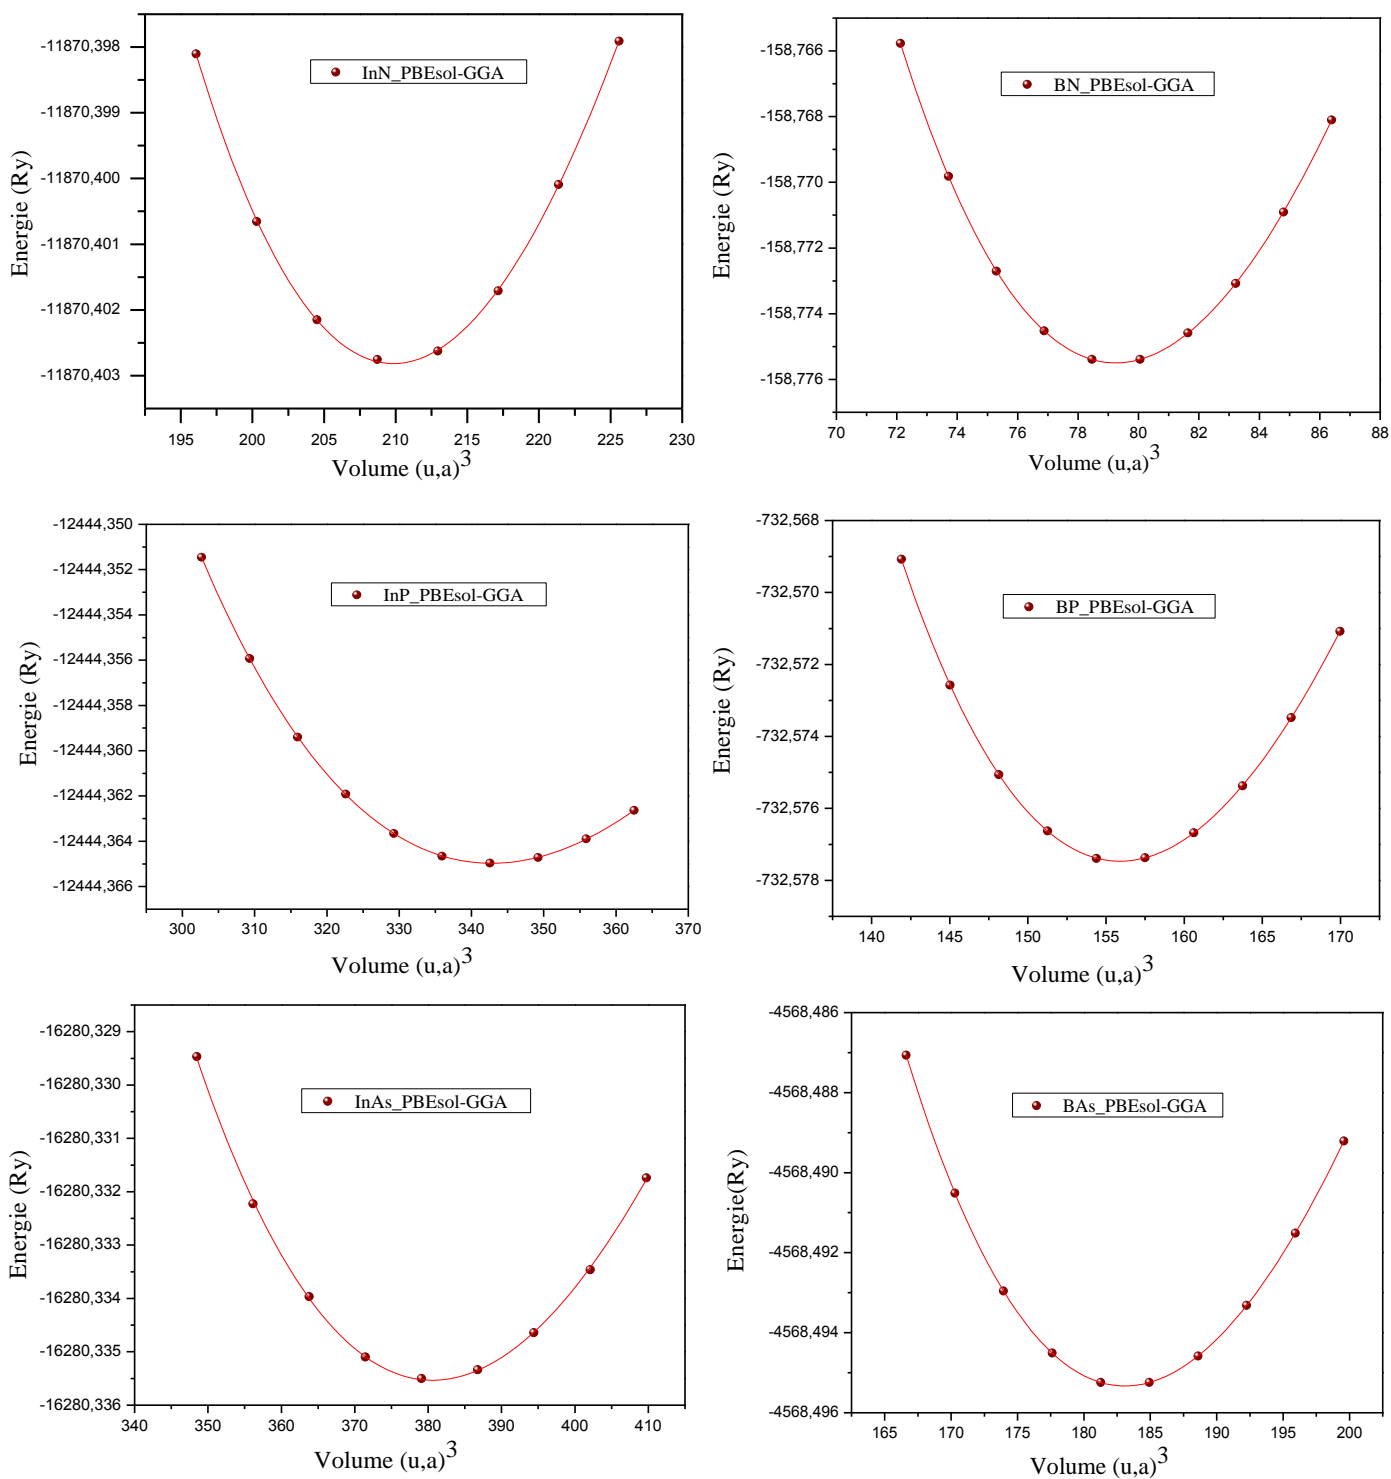 InN_PBEsol-GGA
Energie (Ry)
-11870,398
-11870,399
-11870,400
-11870,401
-11870,402
-11870,403
195 200 205 210 215 220 225 230
Volume (u,a)3
BN_PBEsol-GGA
Energie (Ry)
-158,766
-158,768
-158,770
-158,772
-158,774
-158,776
70 72 74 76 78 80 82 84 86 88
Volume (u,a)3
InP_PBEsol-GGA
Energie (Ry)
-12444,350
-12444,352
-12444,354
-12444,356
-12444,358
-12444,360
-12444,362
-12444,364
-12444,366
300 310 320 330 340 350 360 370
Volume (u,a)3
BP_PBEsol-GGA
Energie (Ry)
-732,568
-732,570
-732,572
-732,574
-732,576
-732,578
140 145 150 155 160 165 170
Volume (u,a)3
InAs_PBEsol-GGA
Energie (Ry)
-16280,329
-16280,330
-16280,331
-16280,332
-16280,333
-16280,334
-16280,335
-16280,336
340 350 360 370 380 390 400 410
Volume (u,a)3
BAs_PBEsol-GGA
Energie(Ry)
-4568,486
-4568,488
-4568,490
-4568,492
-4568,494
-4568,496
165 170 175 180 185 190 195 200
Volume (u,a)3